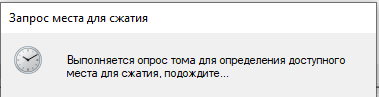 Запрос места для сжатия
Выполняется опрос тома для определения доступного
места для сжатия, подождите...